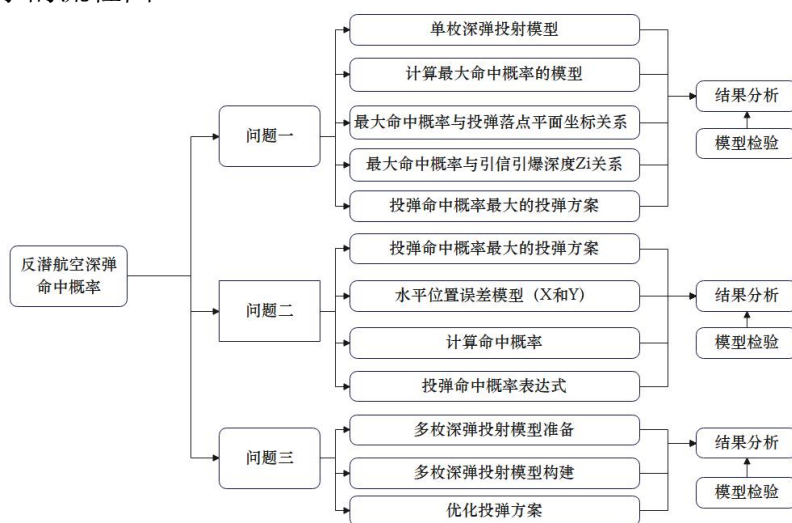 单枚深弹投射模型
计算最大命中概率的模型
最大命中概率与投弹落点平面坐标关系
最大命中概率与引信引爆深度Zi关系
投弹命中概率最大的投弹方案
问题一
结果分析
模型检验
反潜航空深弹
命中概率
投弹命中概率最大的投弹方案
水平位置误差模型（X和Y）
计算命中概率
投弹命中概率表达式
问题二
结果分析
模型检验
多枚深弹投射模型准备
多枚深弹投射模型构建
优化投弹方案
问题三
结果分析
模型检验